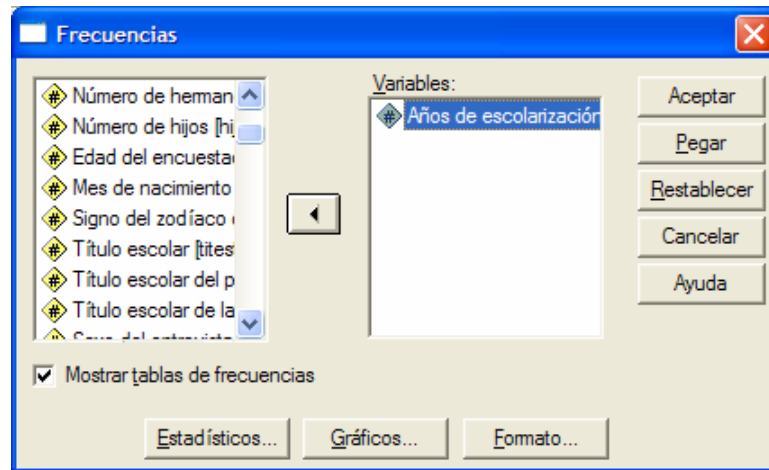 Frecuencias
Número de herman
Número de hijos [hij
Edad del encuesta
Mes de nacimiento
Signo del zodíaco
Título escolar [tites
Título escolar del p
Título escolar de la
Variables:
Años de escolarización
Aceptar
Pegar
Restablecer
Cancelar
Ayuda
Mostrar tablas de frecuencias
Estadísticos...
Gráficos...
Formato...